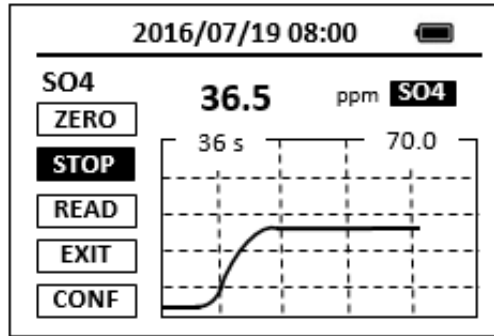 2016/07/19 08:00
SO4
36.5 ppm SO4
ZERO
36 s 70.0
STOP
READ
EXIT
CONF